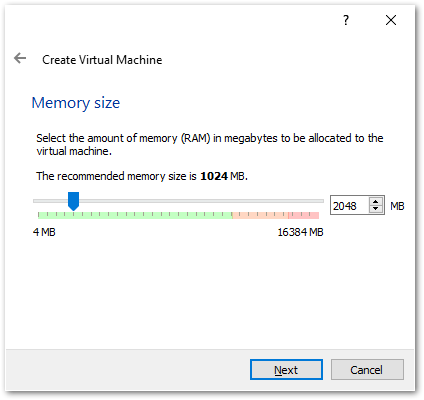 ?
Create Virtual Machine
Memory size
Select the amount of memory (RAM) in megabytes to be allocated to the
virtual machine.
The recommended memory size is 1024 MB.
2048 MB
4 MB 16384 MB
Next Cancel